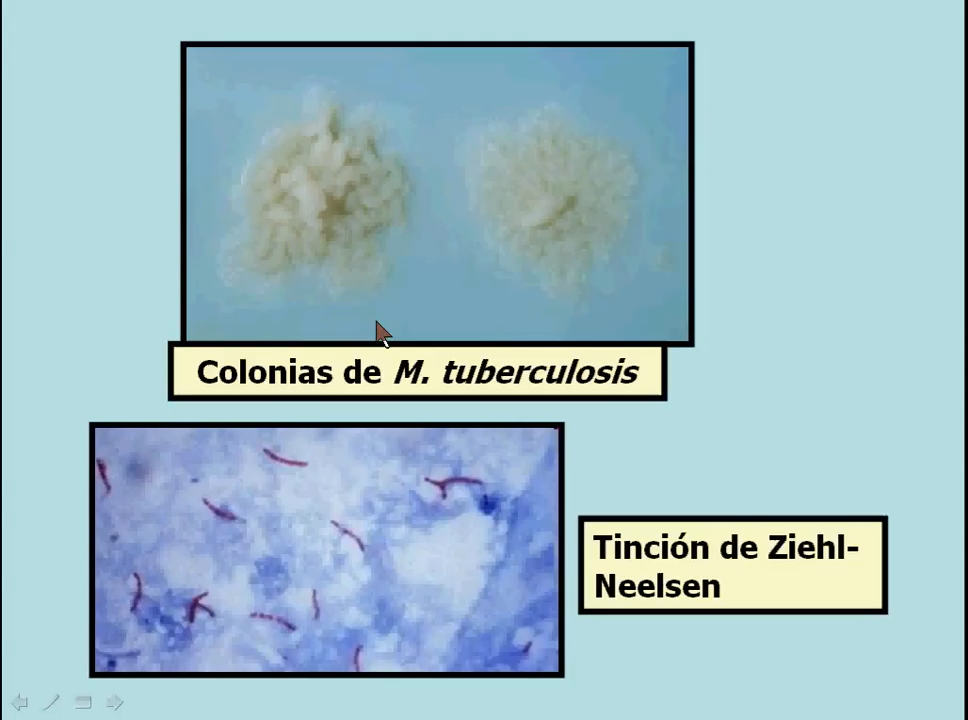 Colonias de M. tuberculosis
Tinción de Ziehl-
Neelsen